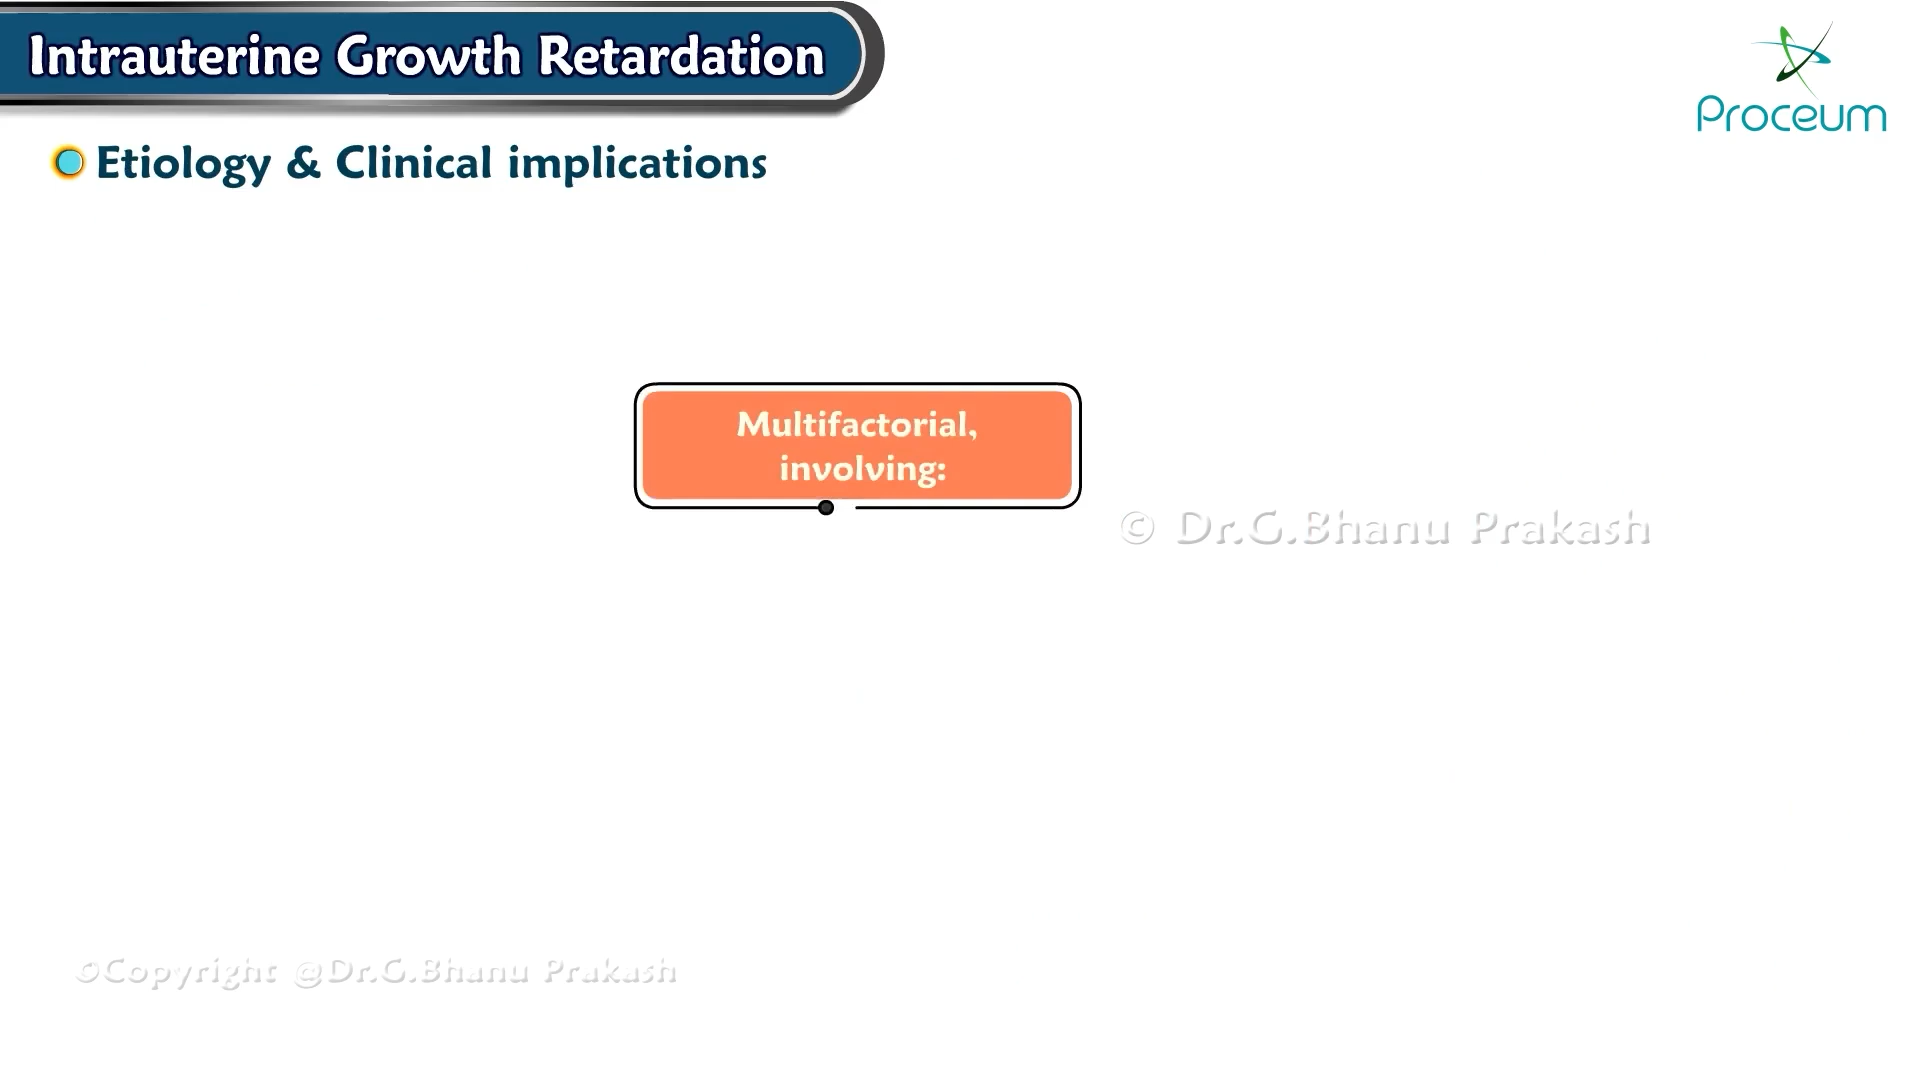 Intrauterine Growth Retardation
Proceum
Etiology & Clinical implications
Multifactorial,
involving:
© Dr.G.Bhanu Prakash
©Copyright @Dr.G.Bhanu Prakash